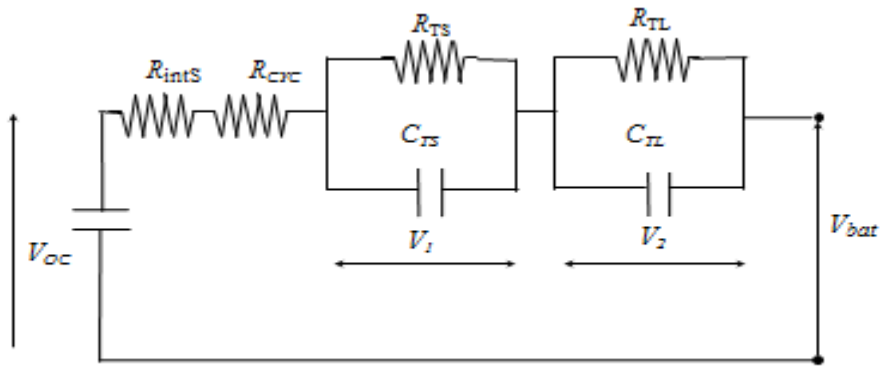 R_TS
R_TL
R_intS
R_cyc
C_TS
C_TL
V_OC
V_1
V_2
V_bat